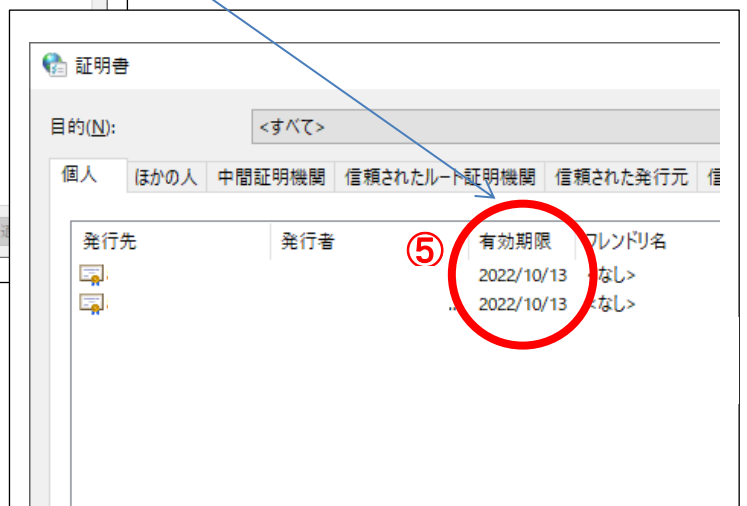 証明書
目的(N):
<すべて>
個人 ほかの人 中間証明機関 信頼されたルート証明機関 信頼された発行元
発行先 発行者 ⑤ 有効期限 フレンドリ名
2022/10/13 <なし>
.. 2022/10/13 <なし>